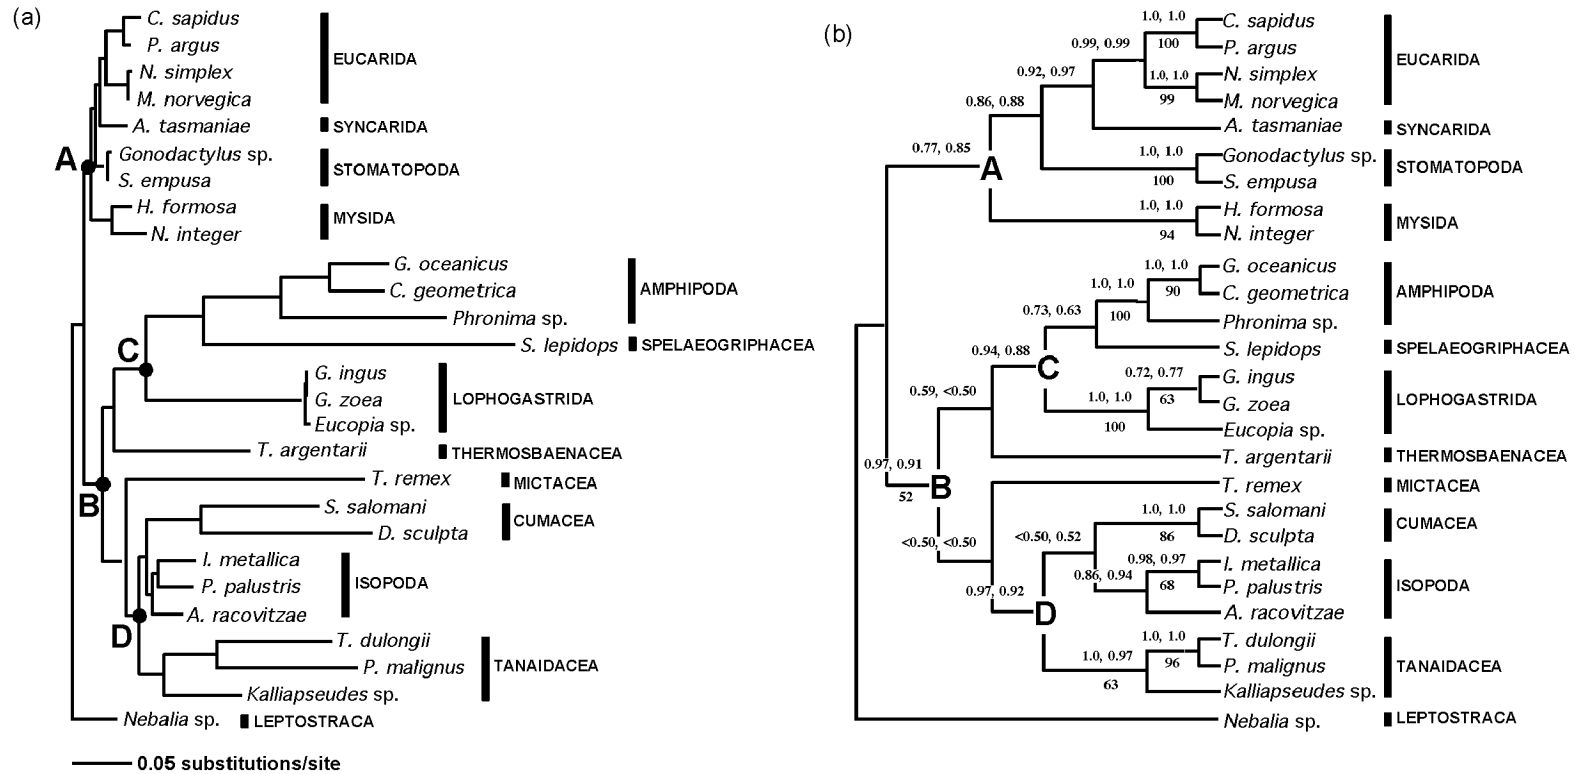 (a)
C. sapidus
P. argus
N. simplex
M. norvegica
EUCARIDA
A. tasmaniae
SYNCARIDA
A
Gonodactylus sp.
S. empusa
STOMATOPODA
H. formosa
N. integer
MYSIDA
G. oceanicus
C. geometrica
Phronima sp.
AMPHIPODA
S. lepidops
SPELAEOGRIPHACEA
C
G. ingus
G. zoea
Eucopia sp.
LOPHOGASTRIDA
T. argentarii
THERMOSBAENACEA
B
T. remex
MICTACEA
S. salomani
D. sculpta
CUMACEA
I. metallica
P. palustris
A. racovitzae
ISOPODA
D
T. dulongii
P. malignus
Kalliapseudes sp.
TANAIDACEA
Nebalia sp.
LEPTOSTRACA
0.05 substitutions/site
(b)
1.0, 1.0
100
C. sapidus
P. argus
0.99, 0.99
1.0, 1.0
99
N. simplex
M. norvegica
EUCARIDA
0.92, 0.97
A. tasmaniae
SYNCARIDA
0.86, 0.88
1.0, 1.0
100
Gonodactylus sp.
S. empusa
STOMATOPODA
0.77, 0.85
A
1.0, 1.0
94
H. formosa
N. integer
MYSIDA
1.0, 1.0
90
G. oceanicus
C. geometrica
1.0, 1.0
100
Phronima sp.
AMPHIPODA
0.73, 0.63
S. lepidops
SPELAEOGRIPHACEA
0.94, 0.88
C
0.72, 0.77
63
G. ingus
G. zoea
1.0, 1.0
100
Eucopia sp.
LOPHOGASTRIDA
0.59, <0.50
T. argentarii
THERMOSBAENACEA
0.97, 0.91
52
B
T. remex
MICTACEA
1.0, 1.0
86
S. salomani
D. sculpta
CUMACEA
<0.50, <0.50
<0.50, 0.52
0.98, 0.97
68
I. metallica
P. palustris
0.86, 0.94
A. racovitzae
ISOPODA
0.97, 0.92
D
1.0, 1.0
96
T. dulongii
P. malignus
1.0, 0.97
63
Kalliapseudes sp.
TANAIDACEA
Nebalia sp.
LEPTOSTRACA